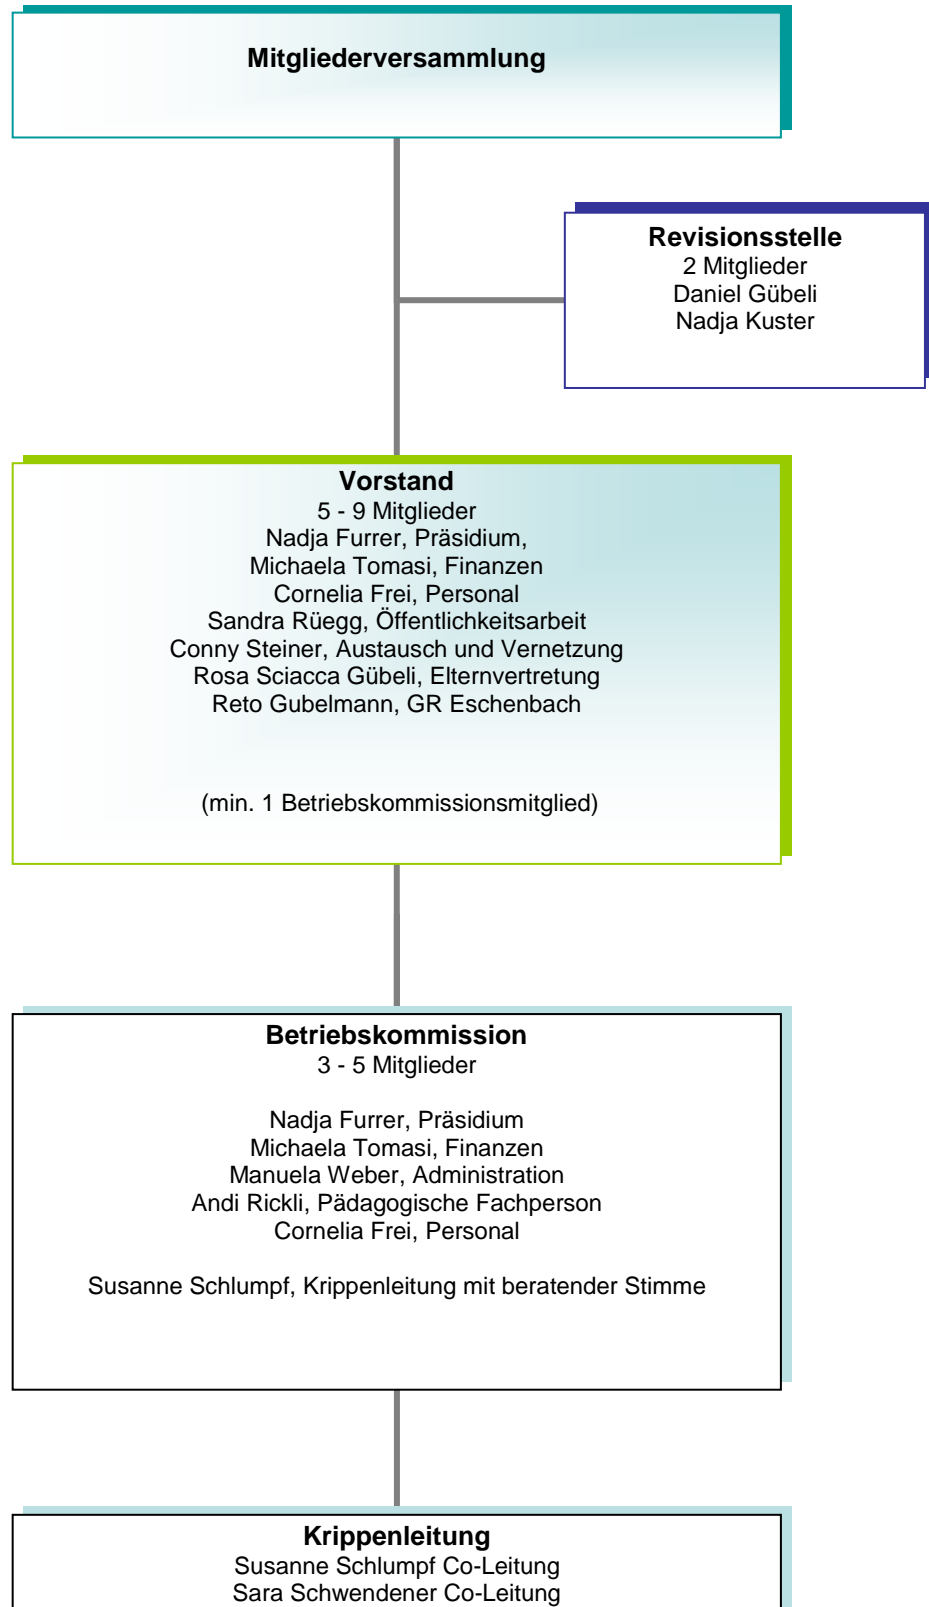 Mitgliederversammlung
Revisionsstelle
2 Mitglieder
Daniel Gübeli
Nadja Kuster
Vorstand
5 - 9 Mitglieder
Nadja Furrer, Präsidium,
Michaela Tomasi, Finanzen
Cornelia Frei, Personal
Sandra Rüegg, Öffentlichkeitsarbeit
Conny Steiner, Austausch und Vernetzung
Rosa Sciacca Gübeli, Elternvertretung
Reto Gubelmann, GR Eschenbach
(min. 1 Betriebskommissionsmitglied)
Betriebskommission
3 - 5 Mitglieder
Nadja Furrer, Präsidium
Michaela Tomasi, Finanzen
Manuela Weber, Administration
Andi Rickli, Pädagogische Fachperson
Cornelia Frei, Personal
Susanne Schlumpf, Krippenleitung mit beratender Stimme
Krippenleitung
Susanne Schlumpf Co-Leitung
Sara Schwendener Co-Leitung